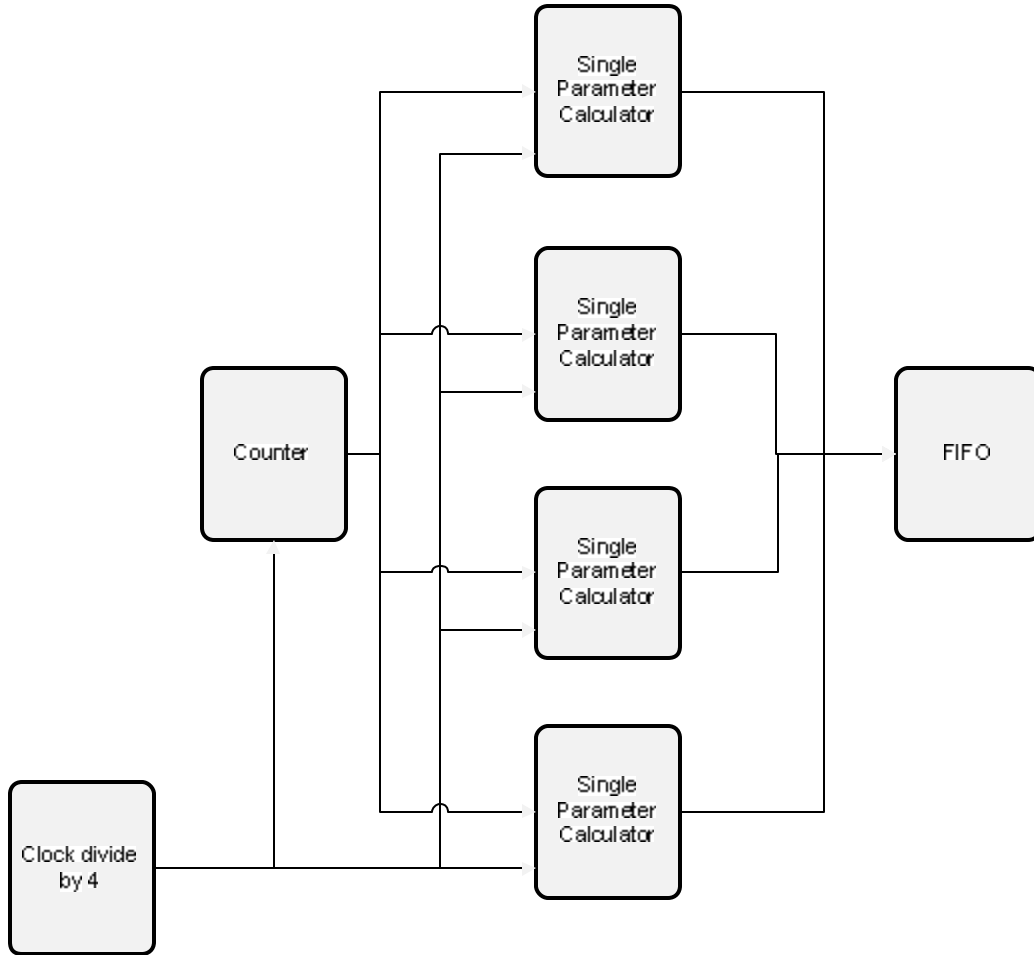 Single
Parameter
Calculator
Single
Parameter
Calculator
Counter
FIFO
Single
Parameter
Calculator
Single
Parameter
Calculator
Clock divide
by 4